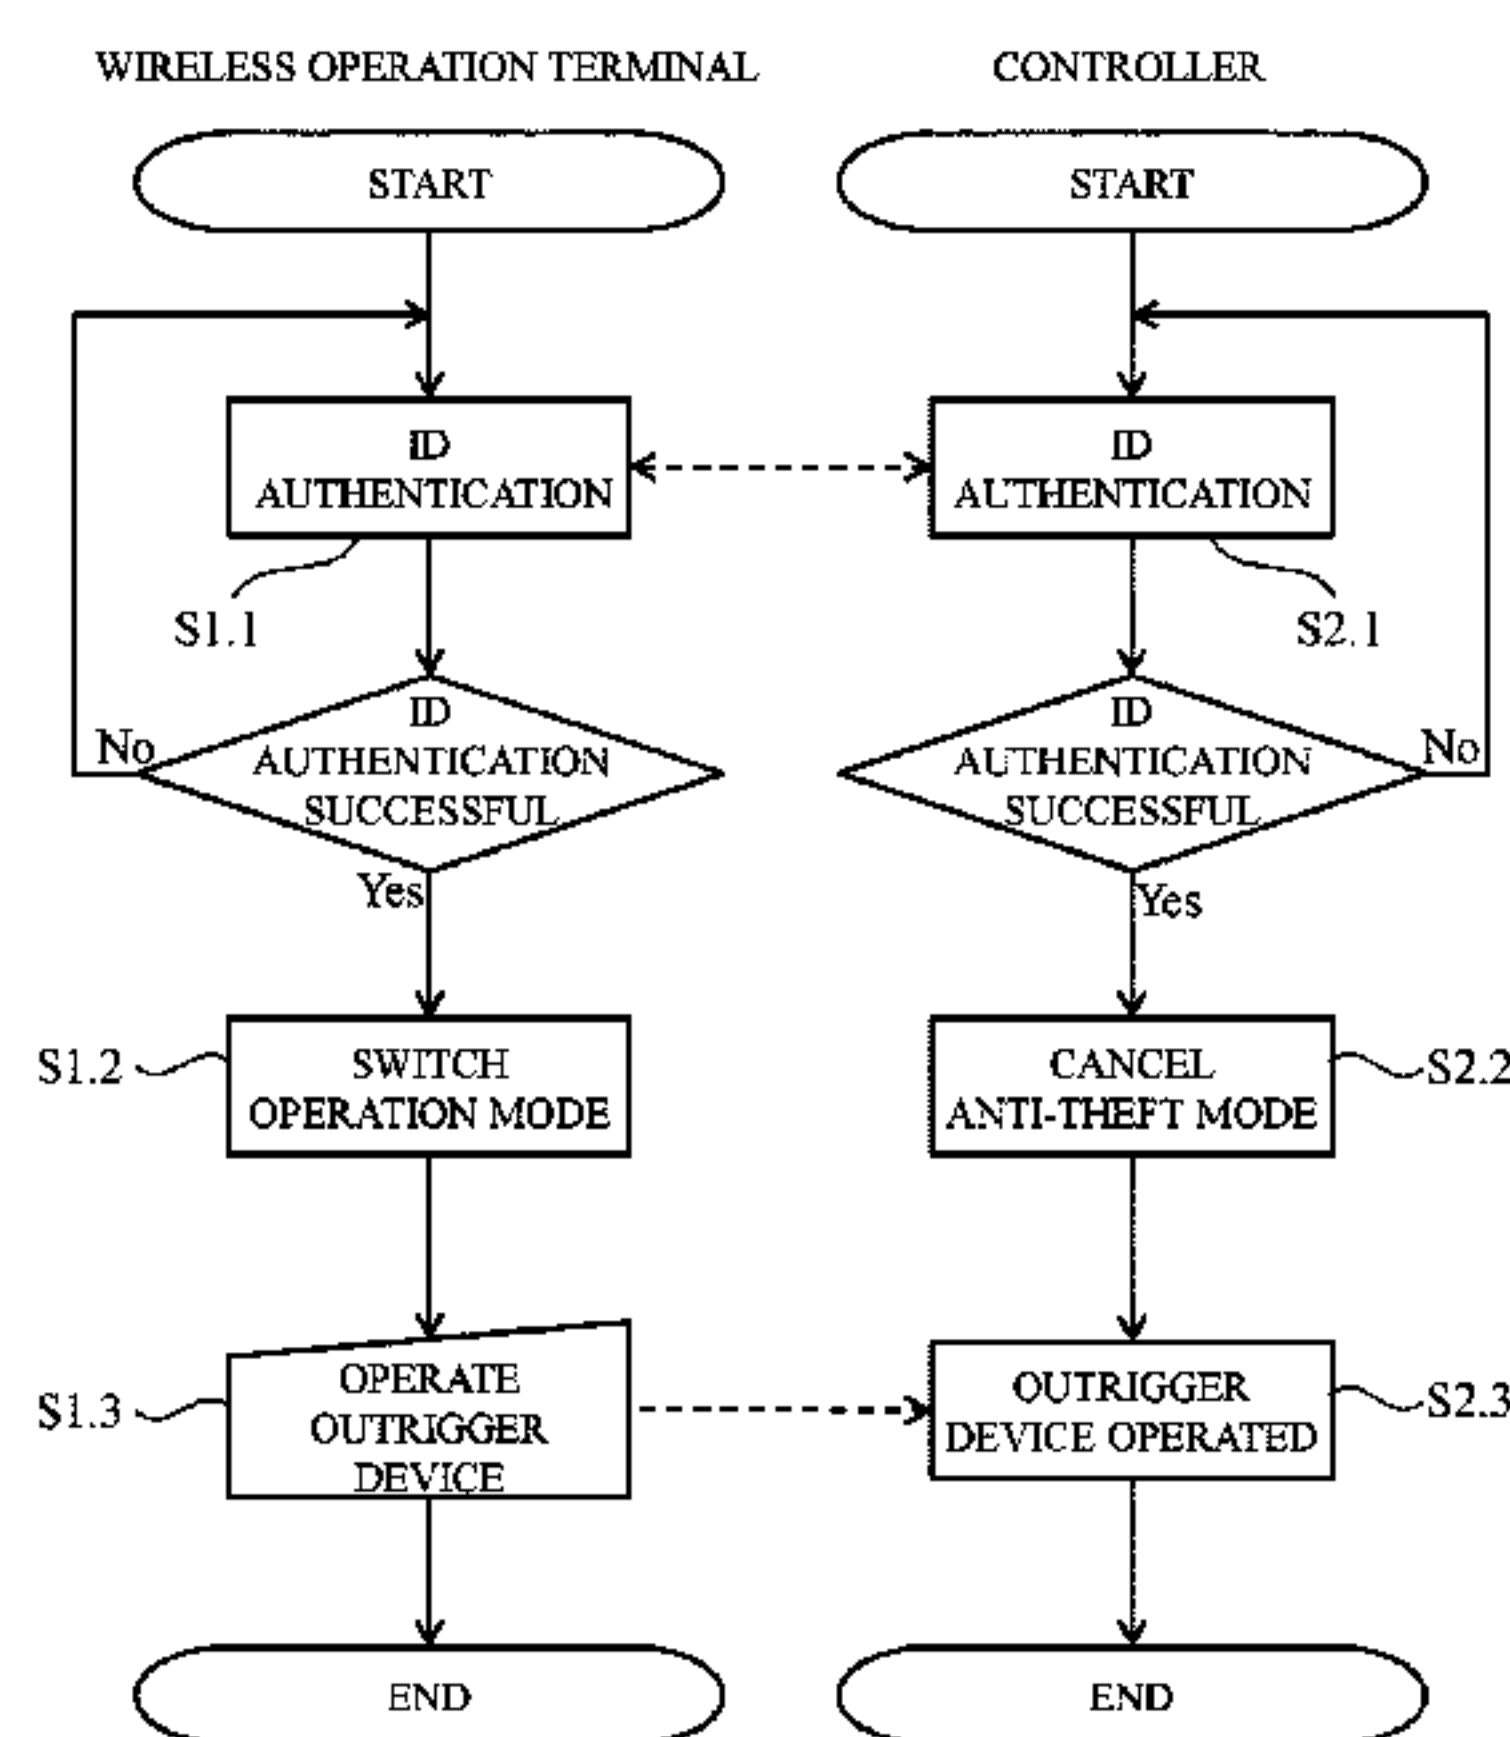 WIRELESS OPERATION TERMINAL
CONTROLLER
START
START
ID
AUTHENTICATION
ID
AUTHENTICATION
S1.1
S2.1
ID
AUTHENTICATION
SUCCESSFUL
No
Yes
ID
AUTHENTICATION
SUCCESSFUL
No
Yes
S1.2
SWITCH
OPERATION MODE
CANCEL
ANTI-THEFT MODE
S2.2
S1.3
OPERATE
OUTRIGGER
DEVICE
OUTRIGGER
DEVICE OPERATED
S2.3
END
END